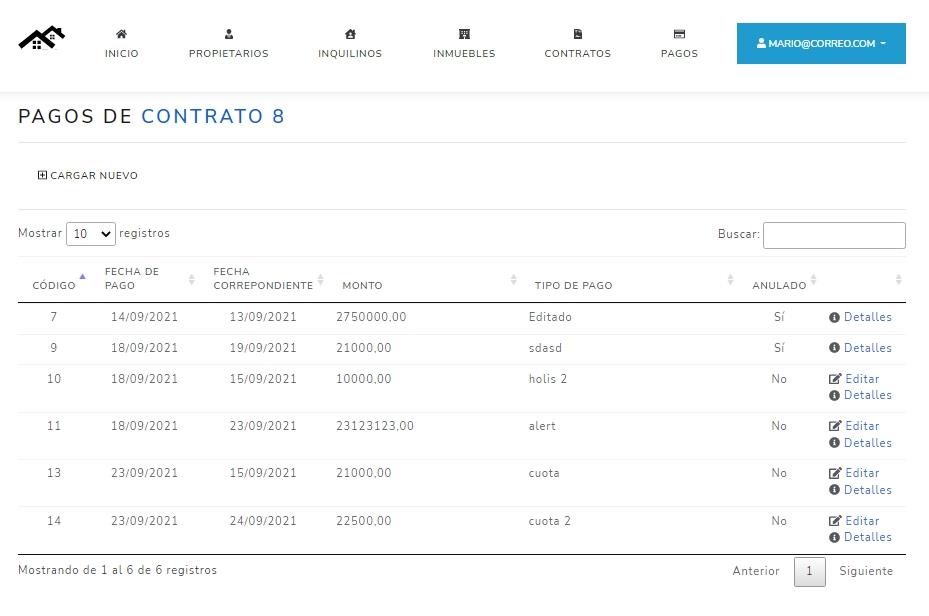 INICIO PROPIETARIOS INQUILINOS INMUEBLES CONTRATOS PAGOS MARIO@CORREO.COM
PAGOS DE CONTRATO 8
CARGAR NUEVO
Mostrar 10 registros Buscar:
CÓDIGO FECHA DE PAGO FECHA CORREPONDIENTE MONTO TIPO DE PAGO ANULADO
7 14/09/2021 13/09/2021 2750000,00 Editado Sí Detalles
9 18/09/2021 19/09/2021 21000,00 sdasd Sí Detalles
10 18/09/2021 15/09/2021 10000,00 holis 2 No Editar
Detalles
11 18/09/2021 23/09/2021 23123123,00 alert No Editar
Detalles
13 23/09/2021 15/09/2021 21000,00 cuota No Editar
Detalles
14 23/09/2021 24/09/2021 22500,00 cuota 2 No Editar
Detalles
Mostrando de 1 al 6 de 6 registros Anterior 1 Siguiente